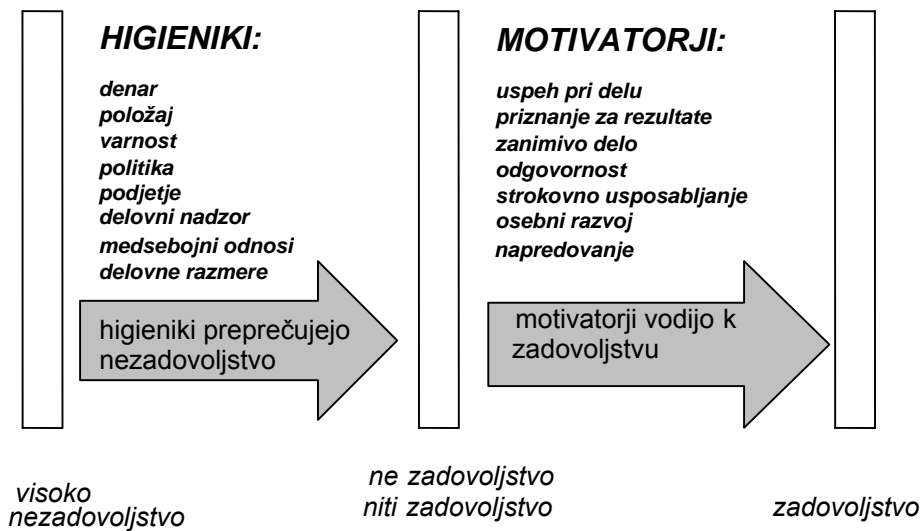 HIGIENIKI:
denar
položaj
varnost
politika
podjetje
delovni nadzor
medsebojni odnosi
delovne razmere
higieniki preprečujejo
nezadovoljstvo
MOTIVATORJI:
uspeh pri delu
priznanje za rezultate
zanimivo delo
odgovornost
strokovno usposabljanje
osebni razvoj
napredovanje
motivatorji vodijo k
zadovoljstvu
visoko
nezadovoljstvo
ne zadovoljstvo
niti zadovoljstvo
zadovoljstvo